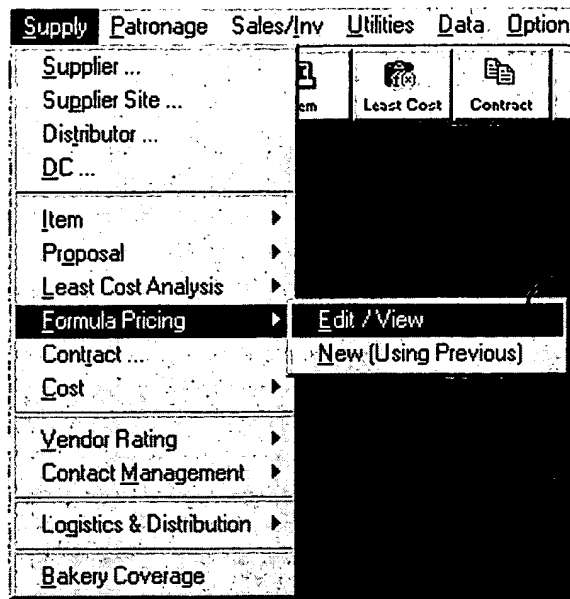 Supply Patronage Sales/Inv Utilities Data Option
Supplier ...
Supplier Site ...
Distributor ...
DC ...
em Least Cost Contract
Item
Proposal
Least Cost Analysis
Formula Pricing
Edit / View
Contract ...
New (Using Previous)
Cost
Vendor Rating
Contact Management
Logistics & Distribution
Bakery Coverage